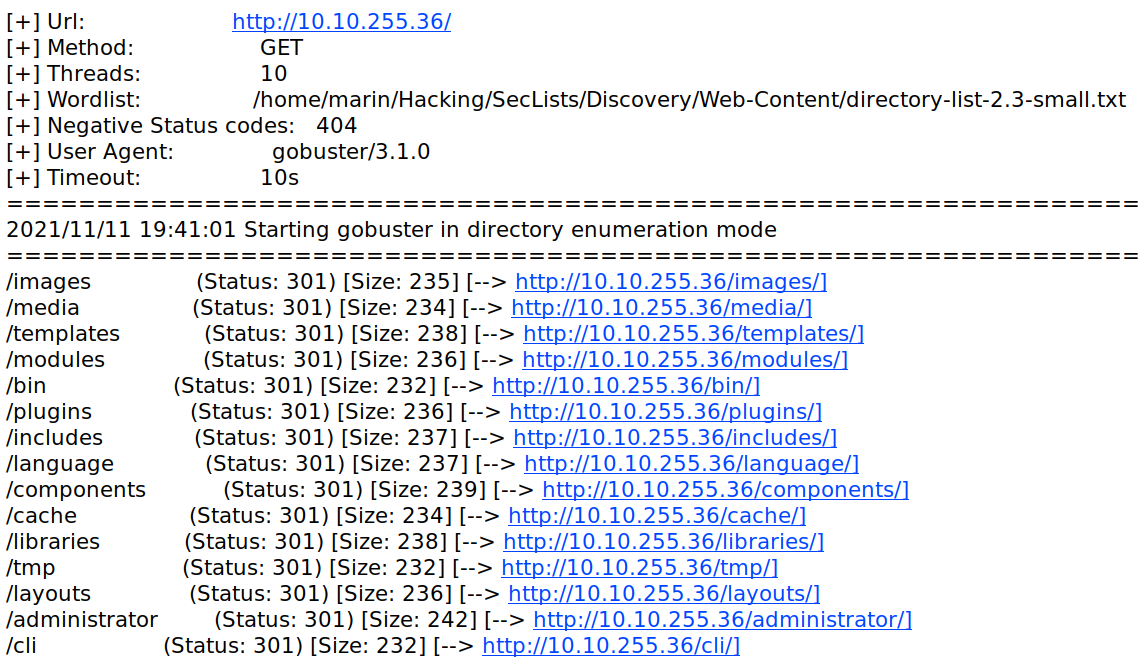 [+] Url: http://10.10.255.36/
[+] Method: GET
[+] Threads: 10
[+] Wordlist: /home/marin/Hacking/SecLists/Discovery/Web-Content/directory-list-2.3-small.txt
[+] Negative Status codes: 404
[+] User Agent: gobuster/3.1.0
[+] Timeout: 10s
===============================================================
2021/11/11 19:41:01 Starting gobuster in directory enumeration mode
===============================================================
/images (Status: 301) [Size: 235] [--> http://10.10.255.36/images/]
/media (Status: 301) [Size: 234] [--> http://10.10.255.36/media/]
/templates (Status: 301) [Size: 238] [--> http://10.10.255.36/templates/]
/modules (Status: 301) [Size: 236] [--> http://10.10.255.36/modules/]
/bin (Status: 301) [Size: 232] [--> http://10.10.255.36/bin/]
/plugins (Status: 301) [Size: 236] [--> http://10.10.255.36/plugins/]
/includes (Status: 301) [Size: 237] [--> http://10.10.255.36/includes/]
/language (Status: 301) [Size: 237] [--> http://10.10.255.36/language/]
/components (Status: 301) [Size: 239] [--> http://10.10.255.36/components/]
/cache (Status: 301) [Size: 234] [--> http://10.10.255.36/cache/]
/libraries (Status: 301) [Size: 238] [--> http://10.10.255.36/libraries/]
/tmp (Status: 301) [Size: 232] [--> http://10.10.255.36/tmp/]
/layouts (Status: 301) [Size: 236] [--> http://10.10.255.36/layouts/]
/administrator (Status: 301) [Size: 242] [--> http://10.10.255.36/administrator/]
/cli (Status: 301) [Size: 232] [--> http://10.10.255.36/cli/]